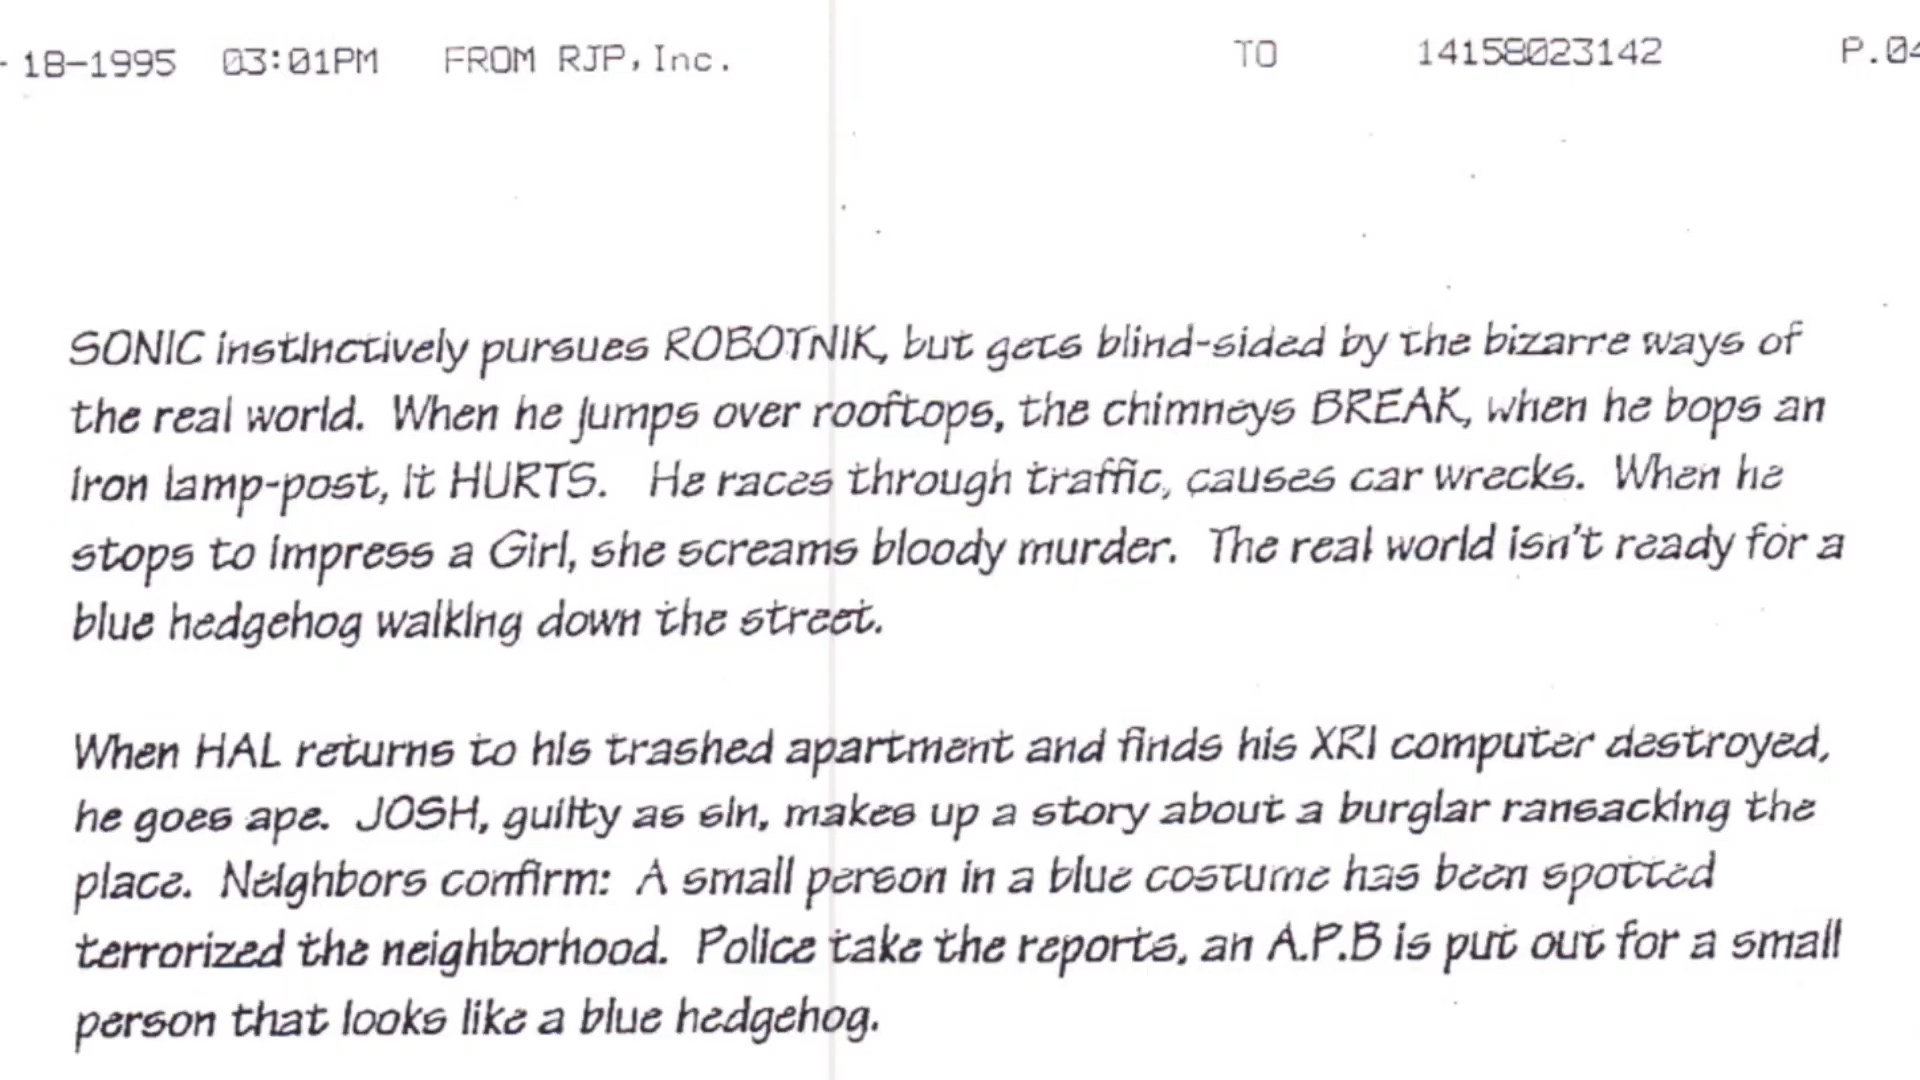 -18-1995 03:01PM FROM RJP, Inc. TO 14158023142 P.04
SONIC instinctively pursues ROBOTNIK, but gets blind-sided by the bizarre ways of
the real world. When he jumps over rooftops, the chimneys BREAK, when he bops an
iron lamp-post, it HURTS. He races through traffic, causes car wrecks. When he
stops to impress a Girl, she screams bloody murder. The real world isn't ready for a
blue hedgehog walking down the street.
When HAL returns to his trashed apartment and finds his XRI computer destroyed,
he goes ape. JOSH, guilty as sin, makes up a story about a burglar ransacking the
place. Neighbors confirm: A small person in a blue costume has been spotted
terrorized the neighborhood. Police take the reports, an A.P.B is put out for a small
person that looks like a blue hedgehog.